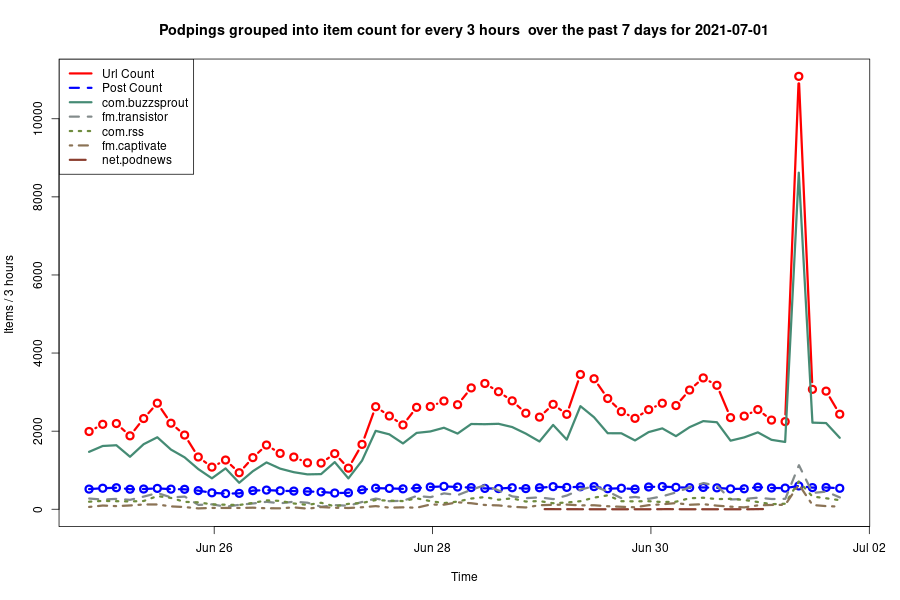 Podpings grouped into item count for every 3 hours  over the past 7 days for 2021-07-01
Url Count
Post Count
com.buzzsprout
fm.transistor
com.rss
fm.captivate
net.podnews
Items / 3 hours
10000
8000
6000
4000
2000
0
Jun 26
Jun 28
Jun 30
Jul 02
Time